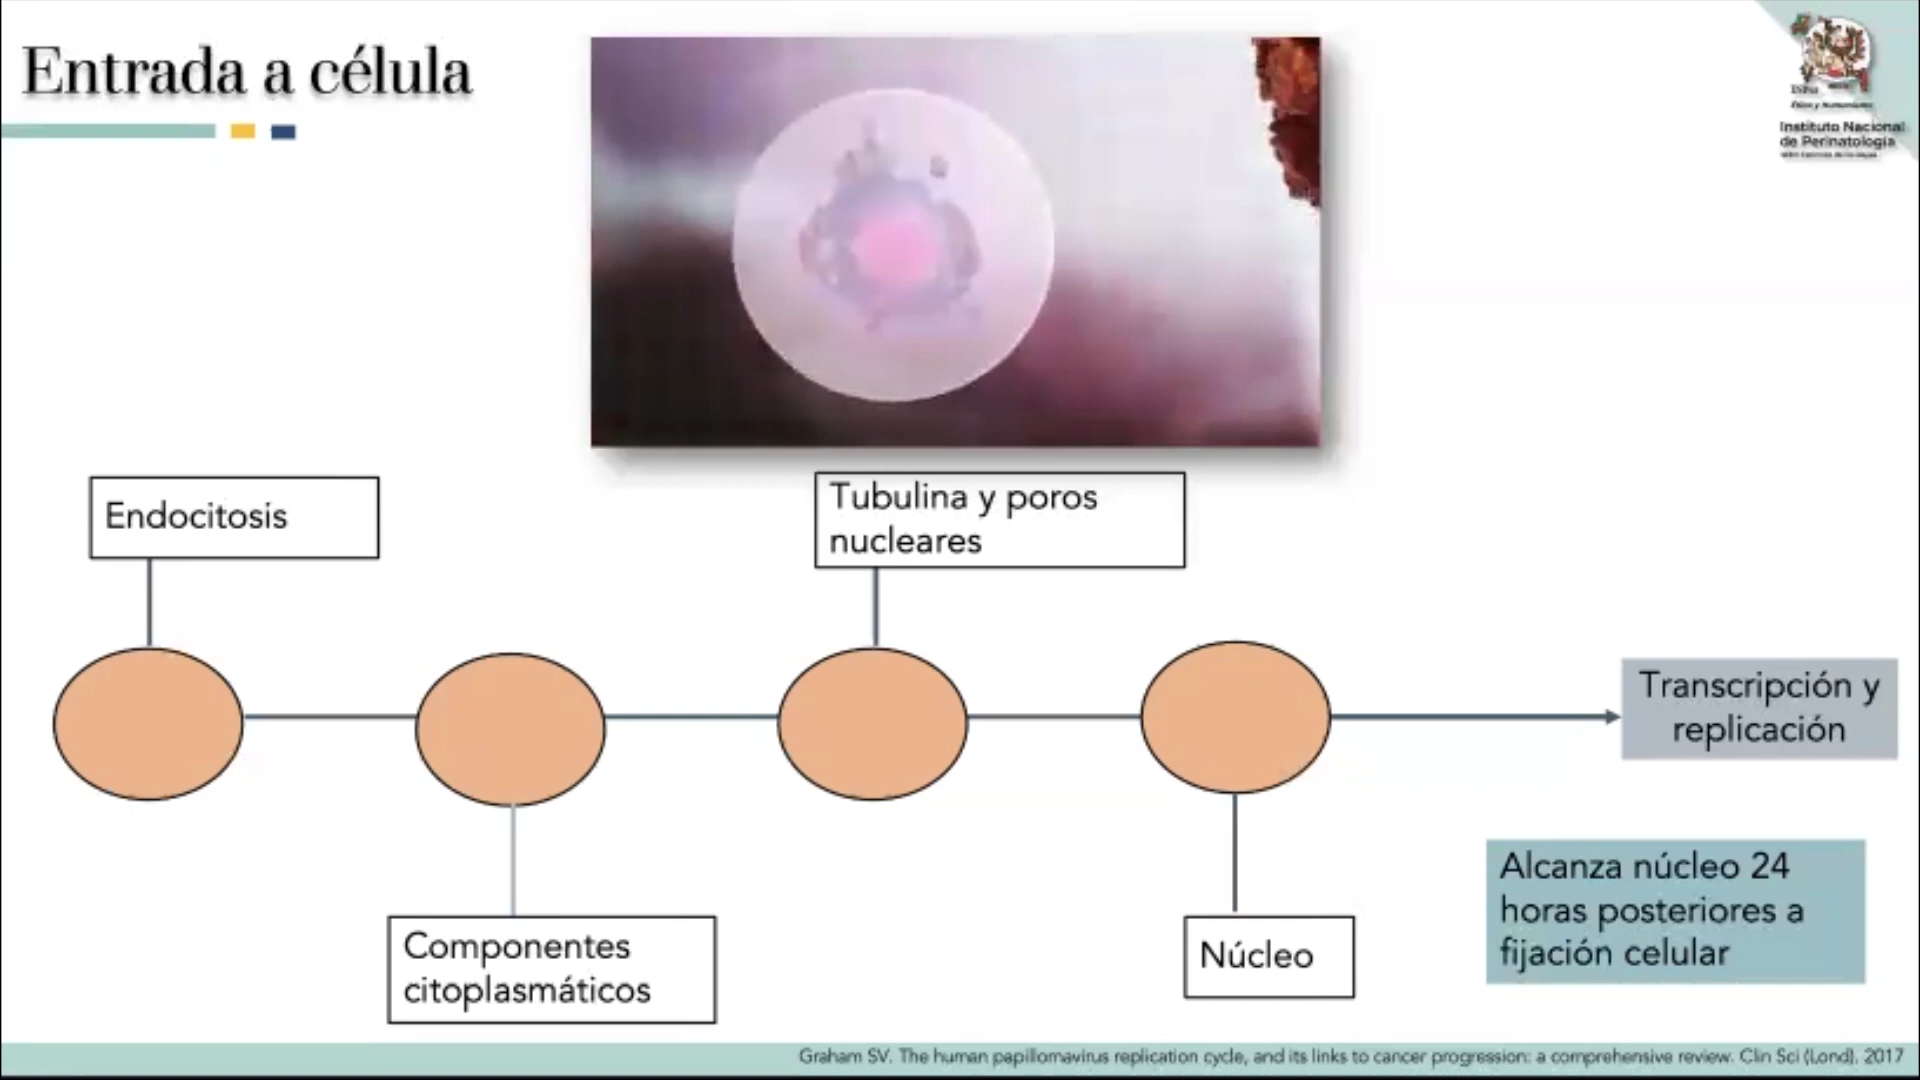 Entrada a célula
Instituto Nacional
de Perinatología
Endocitosis
Tubulina y poros
nucleares
Transcripción y
replicación
Componentes
citoplasmáticos
Núcleo
Alcanza núcleo 24
horas posteriores a
fijación celular
Graham SV. The human papillomavirus replication cycle, and its links to cancer progression: a comprehensive review. Clin Sci (Lond). 2017